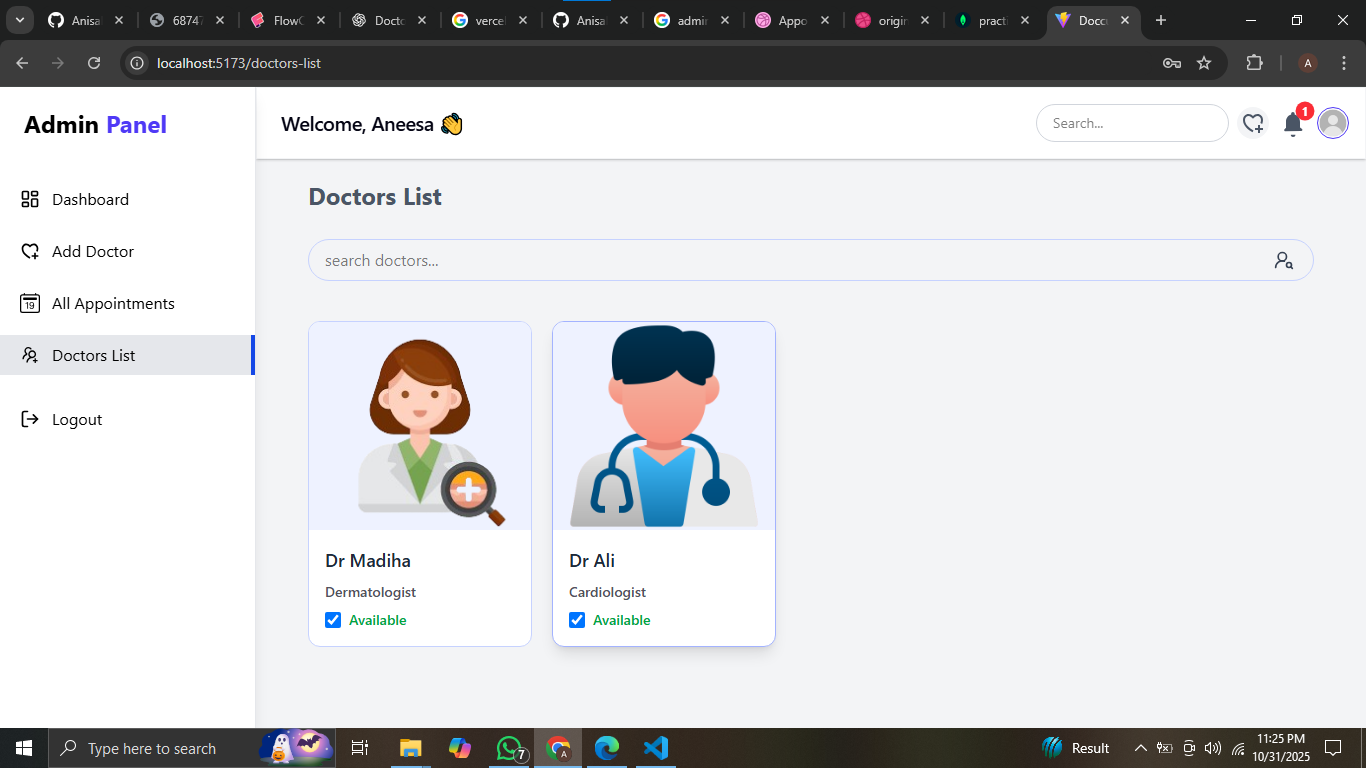 Anisa
68747
FlowC
Docto
vercel
Anisa
admin
Appo
origin
practi
Docc
localhost:5173/doctors-list
A
Admin Panel
Welcome, Aneesa
Search...
1
Dashboard
Add Doctor
19
All Appointments
Doctors List
Logout
Doctors List
search doctors...
Dr Madiha
Dermatologist
Available
Dr Ali
Cardiologist
Available
Type here to search
7
A
Result
11:25 PM
10/31/2025